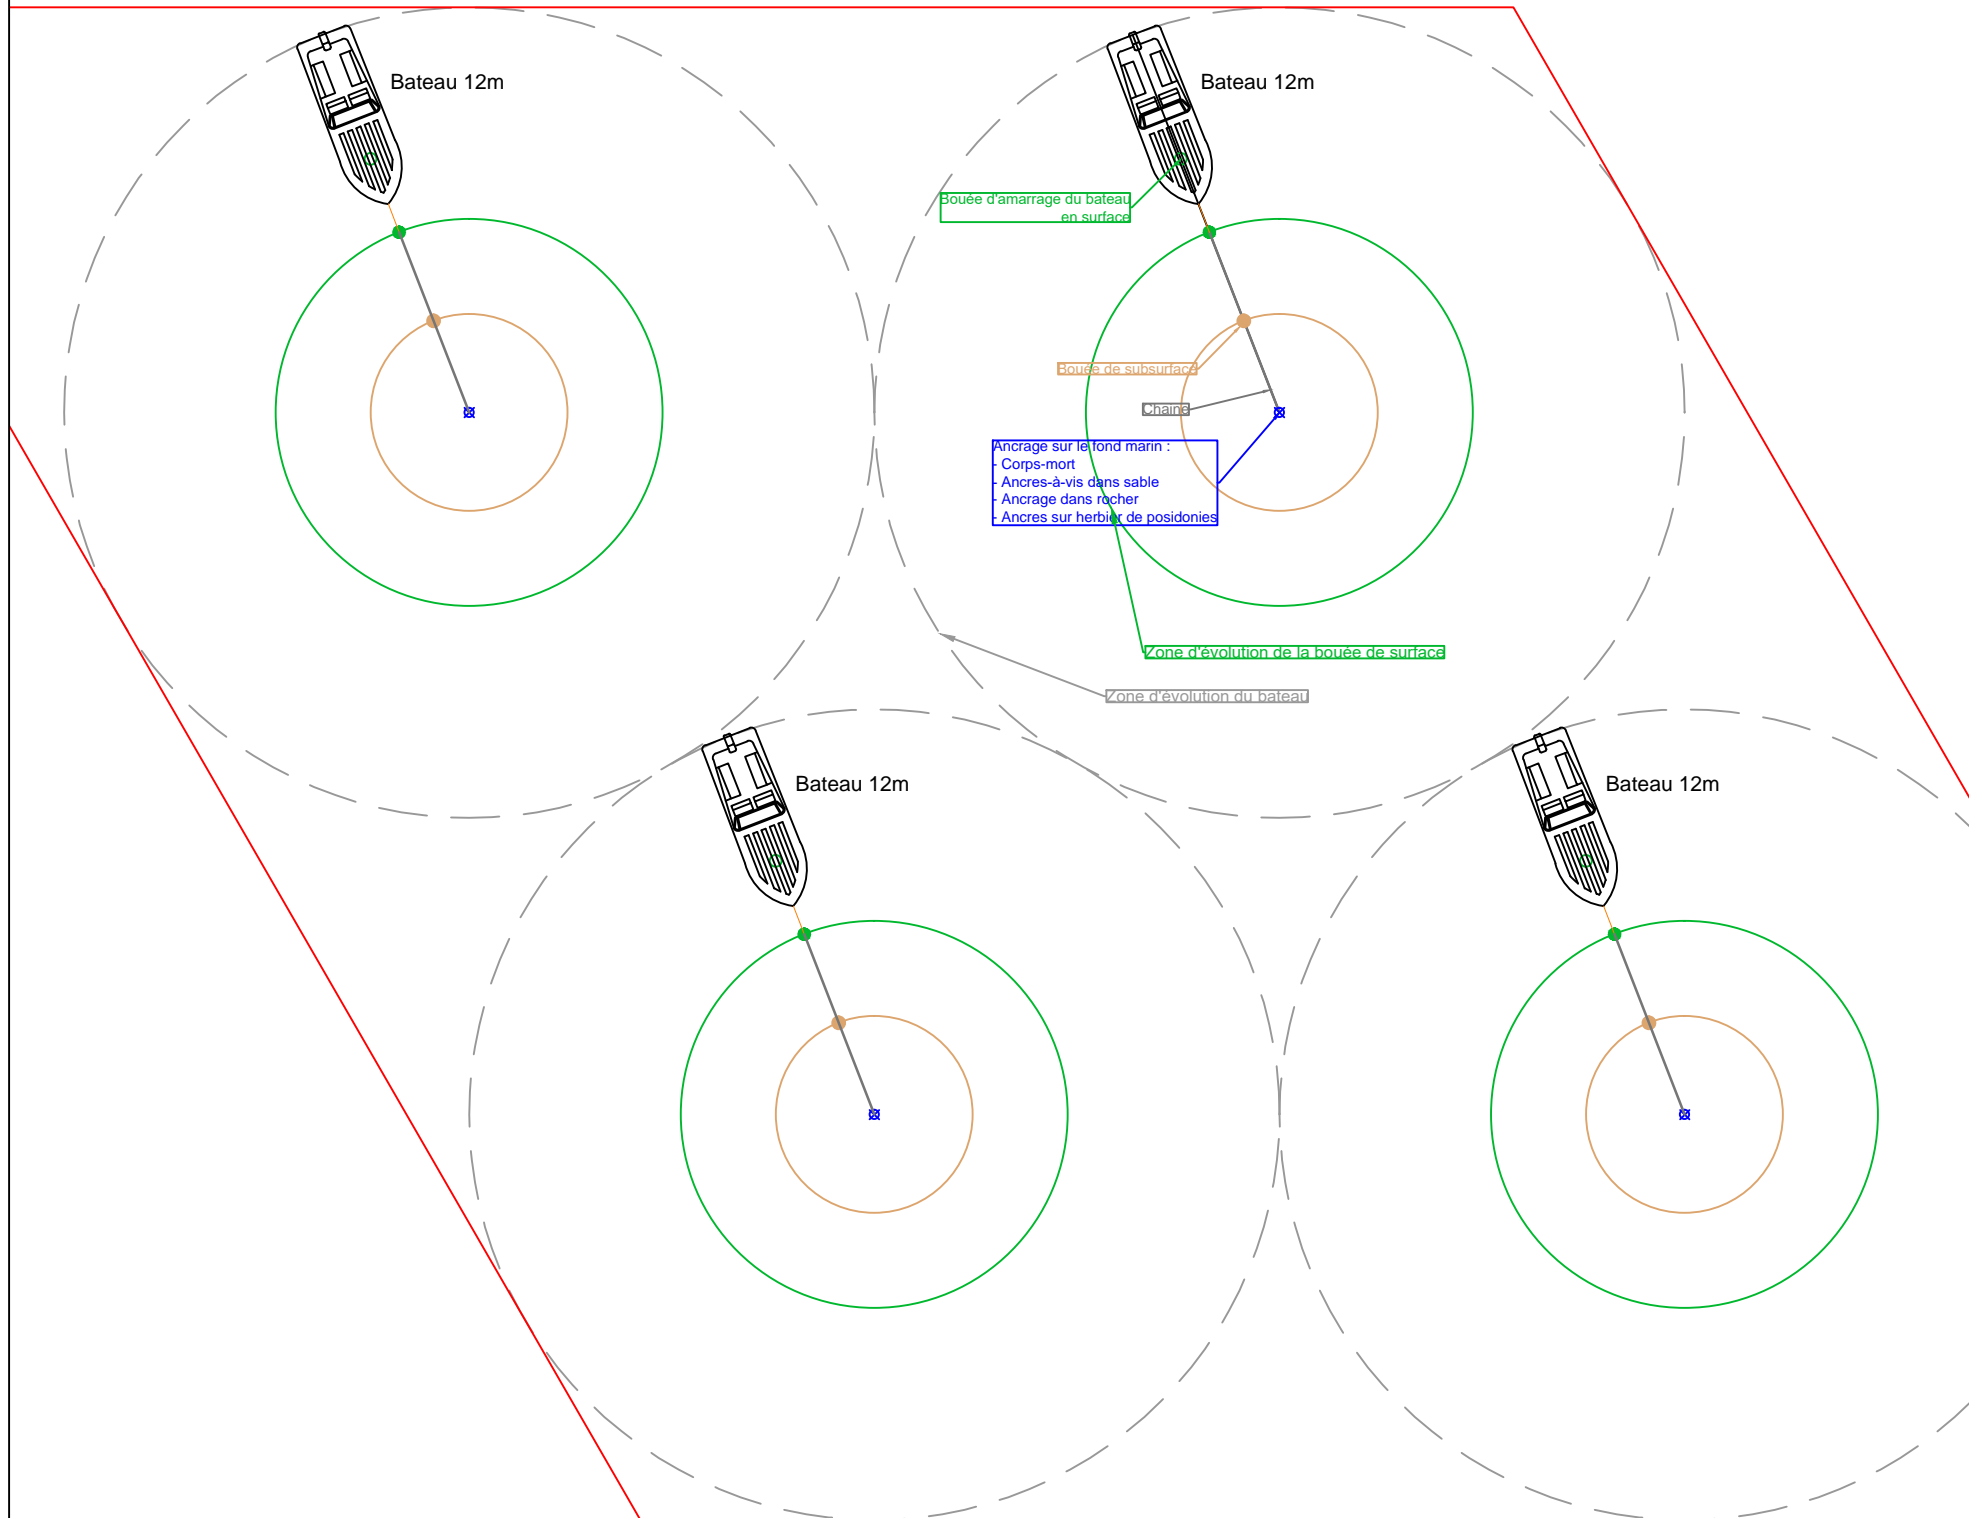 Bateau 12m
Bateau 12m
Bouée d'amarrage du bateau
en surface
Bouée de subsurface
Chaine
Ancrage sur le fond marin :
- Corps-mort
- Ancres-à-vis dans sable
- Ancrage dans rocher
- Ancres sur herbier de posidonies
Zone d'évolution de la bouée de surface
Zone d'évolution du bateau
Bateau 12m
Bateau 12m